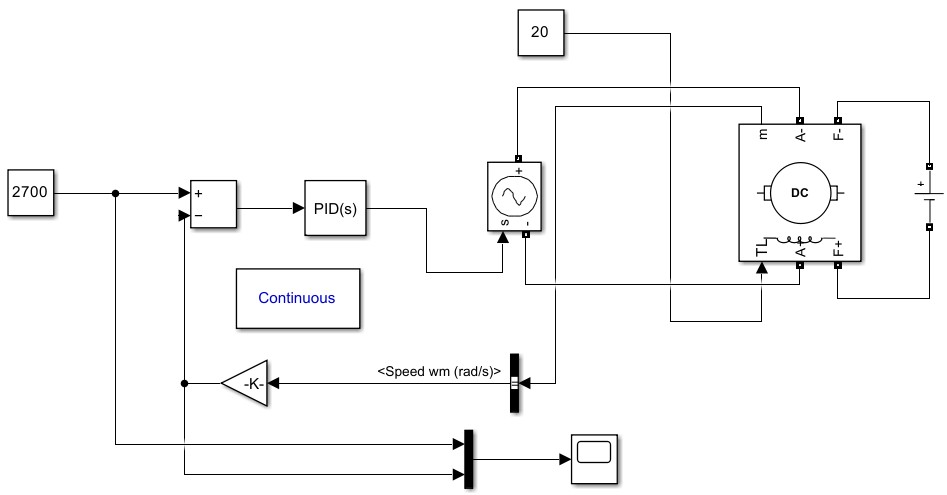 20
m
A-
F-
2700
+
−
PID(s)
+
s
-
DC
+
TL
A+
F+
Continuous
<Speed wm (rad/s)>
-K-